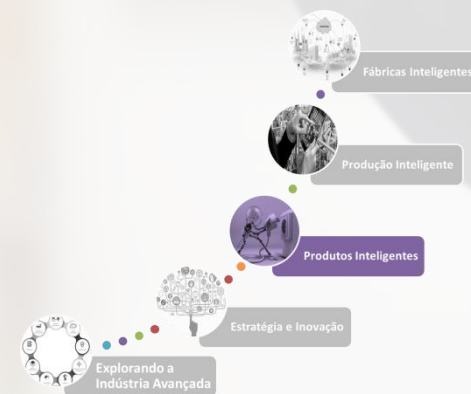 Fábricas Inteligentes
Produção Inteligente
Produtos Inteligentes
Estratégia e Inovação
Explorando a
Indústria Avançada